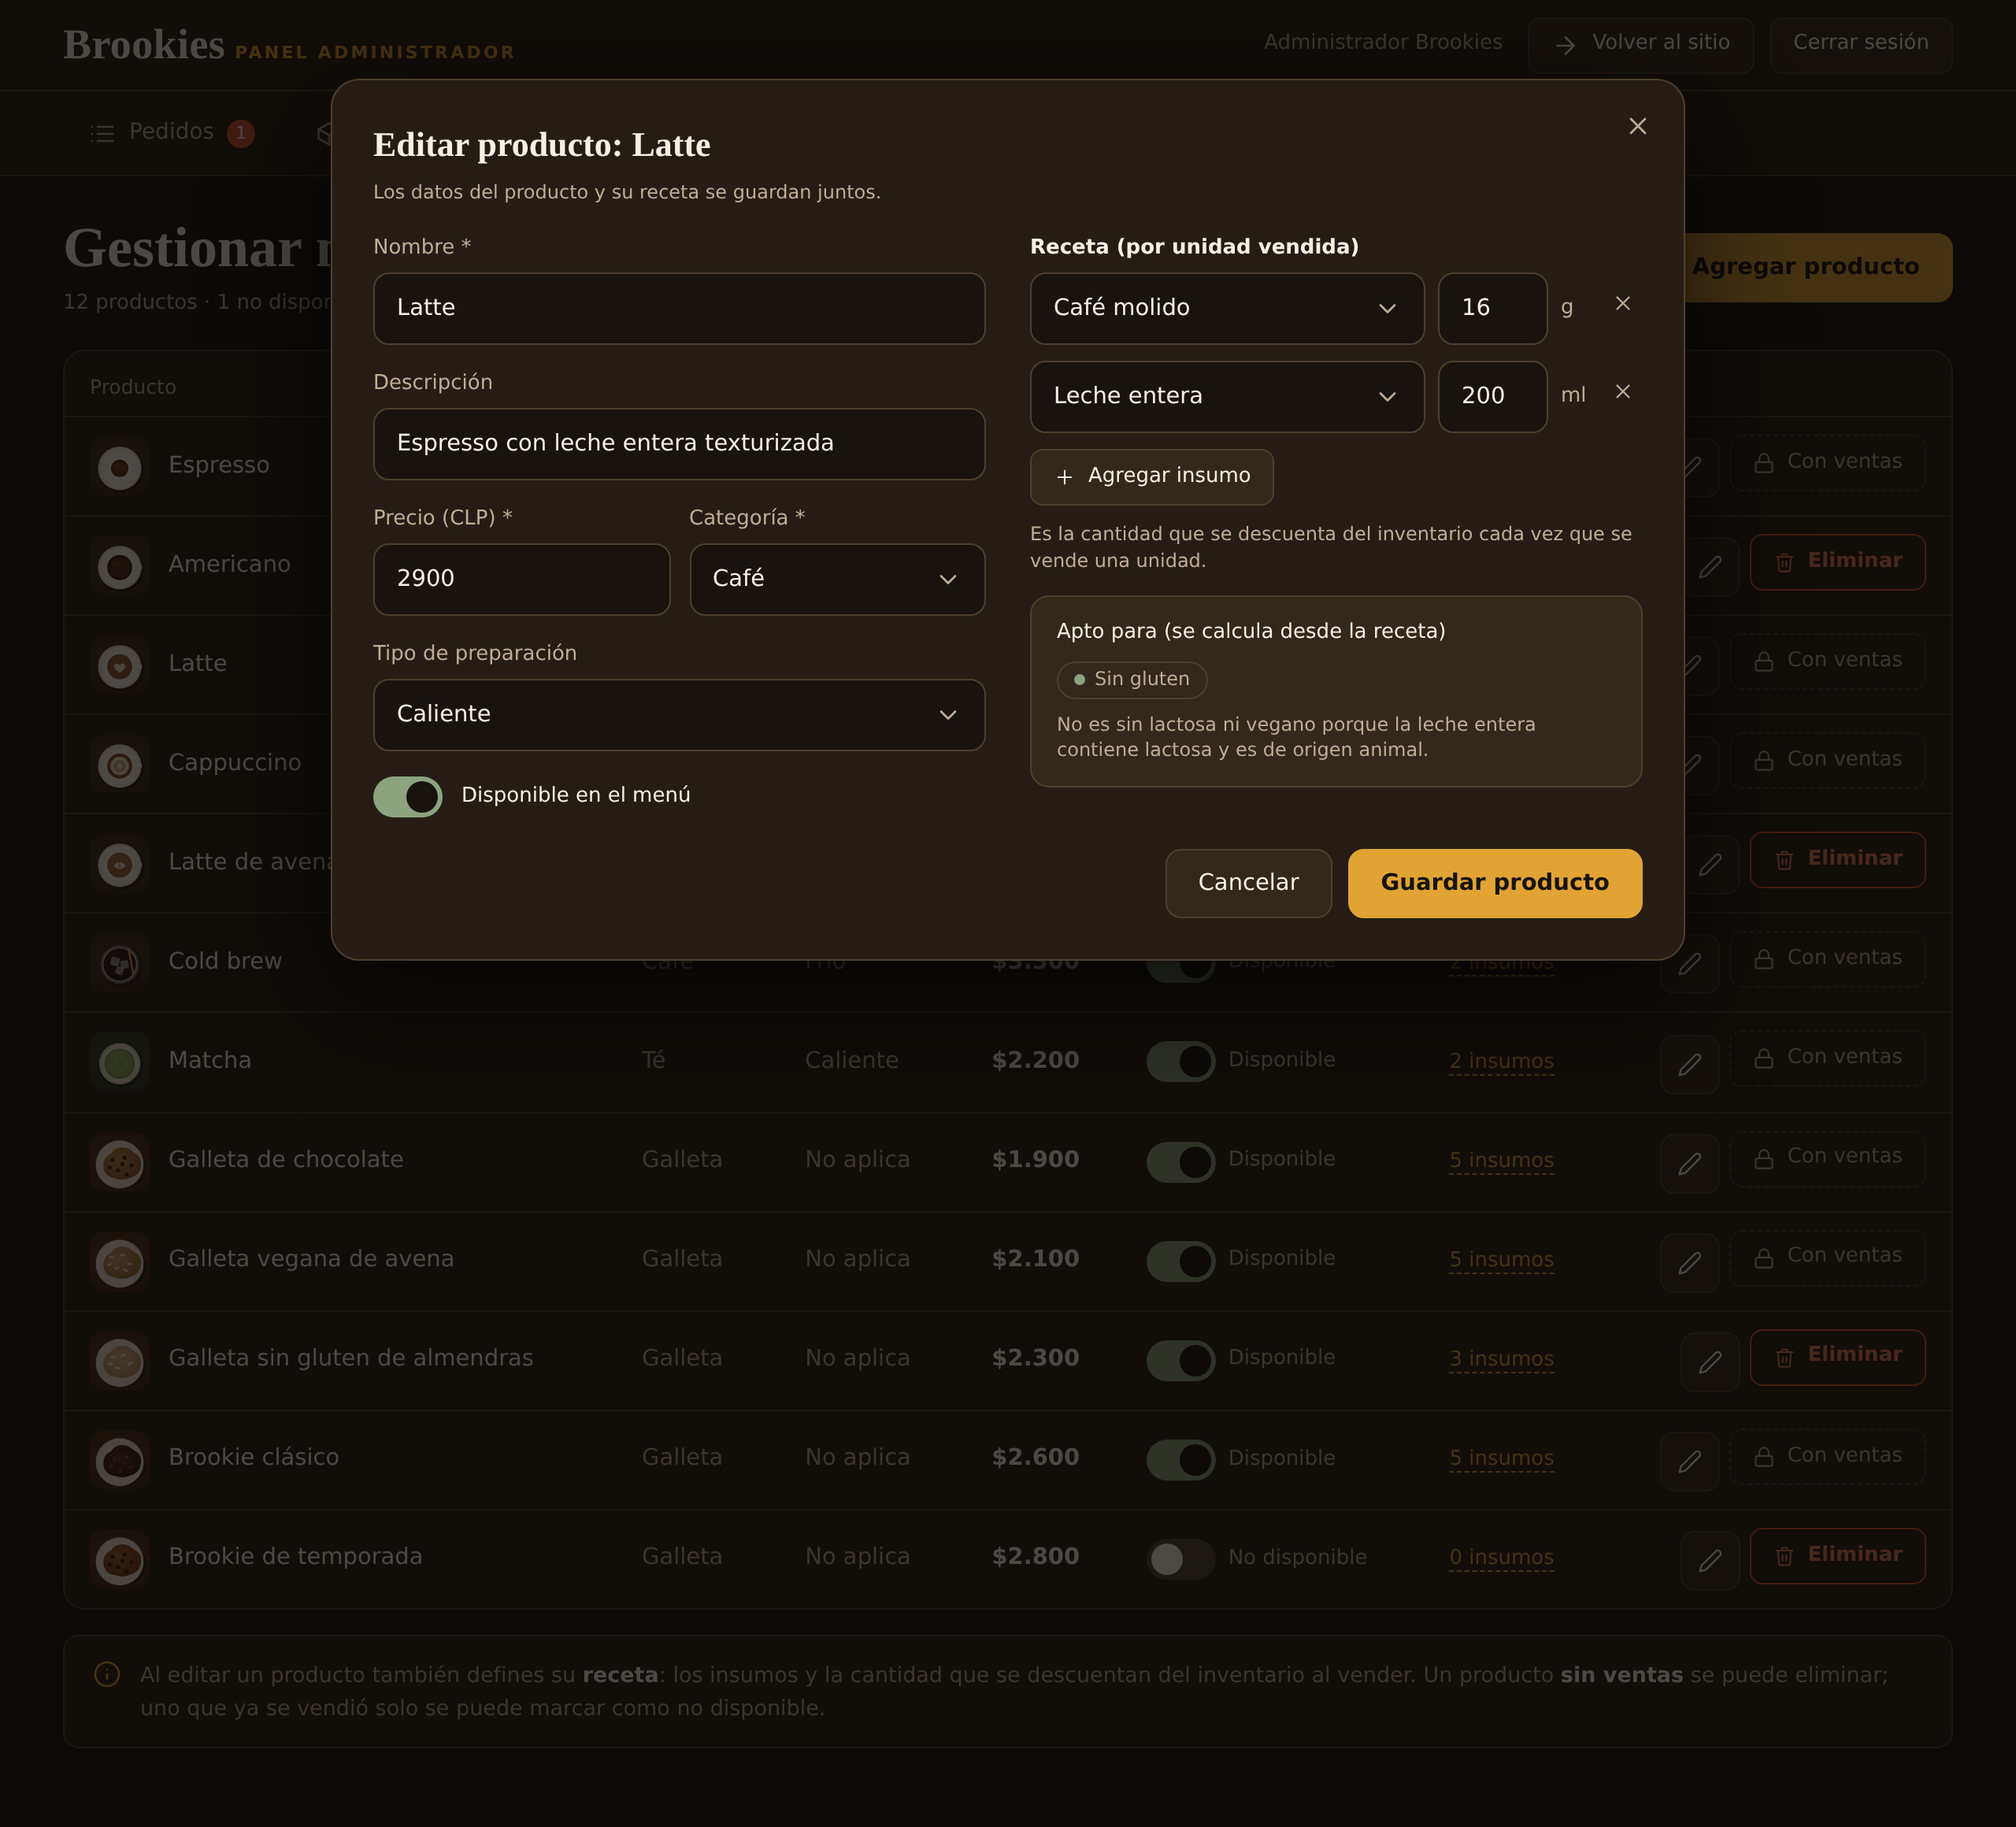 Brookies PANEL ADMINISTRADOR
Administrador Brookies
Volver al sitio
Cerrar sesión
Pedidos 1
Gestionar
12 productos · 1 no
Agregar producto
Editar producto: Latte
Los datos del producto y su receta se guardan juntos.
Nombre *
Latte
Descripción
Espresso con leche entera texturizada
Precio (CLP) *
Categoría *
2900
Café
Tipo de preparación
Caliente
Disponible en el menú
Receta (por unidad vendida)
Café molido 16 g
Leche entera 200 ml
Agregar insumo
Es la cantidad que se descuenta del inventario cada vez que se
vende una unidad.
Apto para (se calcula desde la receta)
Sin gluten
No es sin lactosa ni vegano porque la leche entera
contiene lactosa y es de origen animal.
Cancelar
Guardar producto
Producto
Espresso Con ventas
Americano Eliminar
Latte Con ventas
Cappuccino Con ventas
Latte de avena Eliminar
Cold brew Café Frío $3.300 Disponible 2 insumos Con ventas
Matcha Té Caliente $2.200 Disponible 2 insumos Con ventas
Galleta de chocolate Galleta No aplica $1.900 Disponible 5 insumos Con ventas
Galleta vegana de avena Galleta No aplica $2.100 Disponible 5 insumos Con ventas
Galleta sin gluten de almendras Galleta No aplica $2.300 Disponible 3 insumos Eliminar
Brookie clásico Galleta No aplica $2.600 Disponible 5 insumos Con ventas
Brookie de temporada Galleta No aplica $2.800 No disponible 0 insumos Eliminar
Al editar un producto también defines su receta: los insumos y la cantidad que se descuentan del inventario al vender. Un producto sin ventas se puede eliminar;
uno que ya se vendió solo se puede marcar como no disponible.